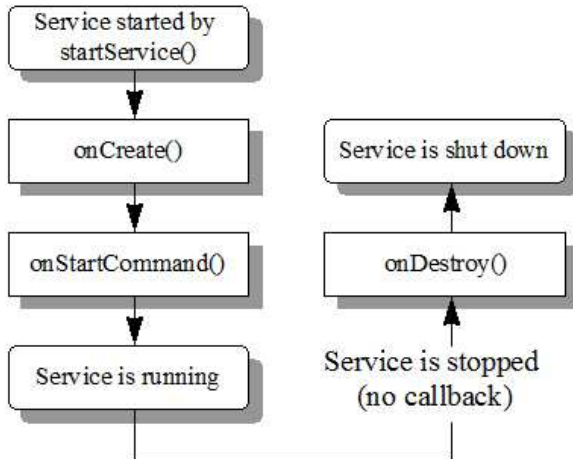 Service started by
startService()
onCreate()
onStartCommand()
Service is running
Service is stopped
(no callback)
onDestroy()
Service is shut down